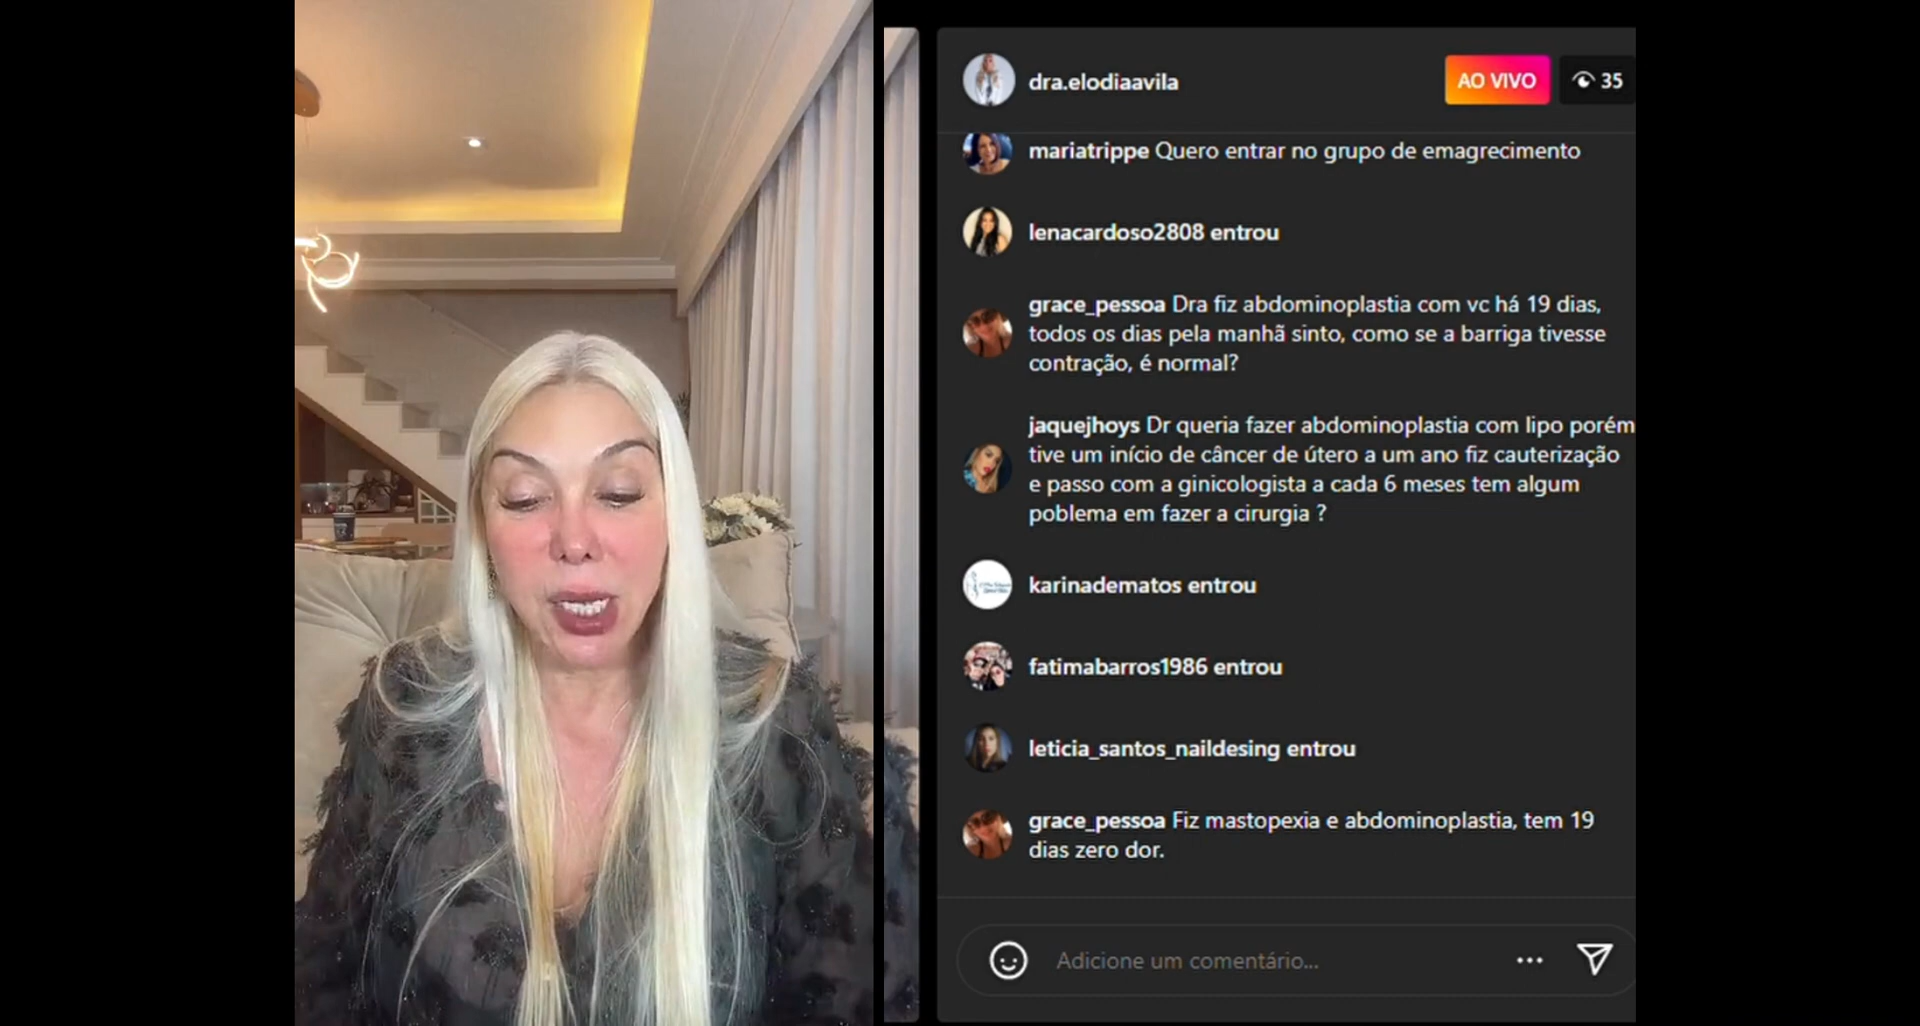 dra.elodiaavila
AO VIVO
35
mariatrippe Quero entrar no grupo de emagrecimento
lenacardoso2808 entrou
grace_pessoa Dra fiz abdominoplastia com vc há 19 dias,
todos os dias pela manhã sinto, como se a barriga tivesse
contração, é normal?
jaquejhoys Dr queria fazer abdominoplastia com lipo porém
tive um início de câncer de útero a um ano fiz cauterização
e passo com a ginicologista a cada 6 meses tem algum
poblema em fazer a cirurgia ?
karinadematos entrou
fatimabarros1986 entrou
leticia_santos_naildesing entrou
grace_pessoa Fiz mastopexia e abdominoplastia, tem 19
dias zero dor.
Adicione um comentário...